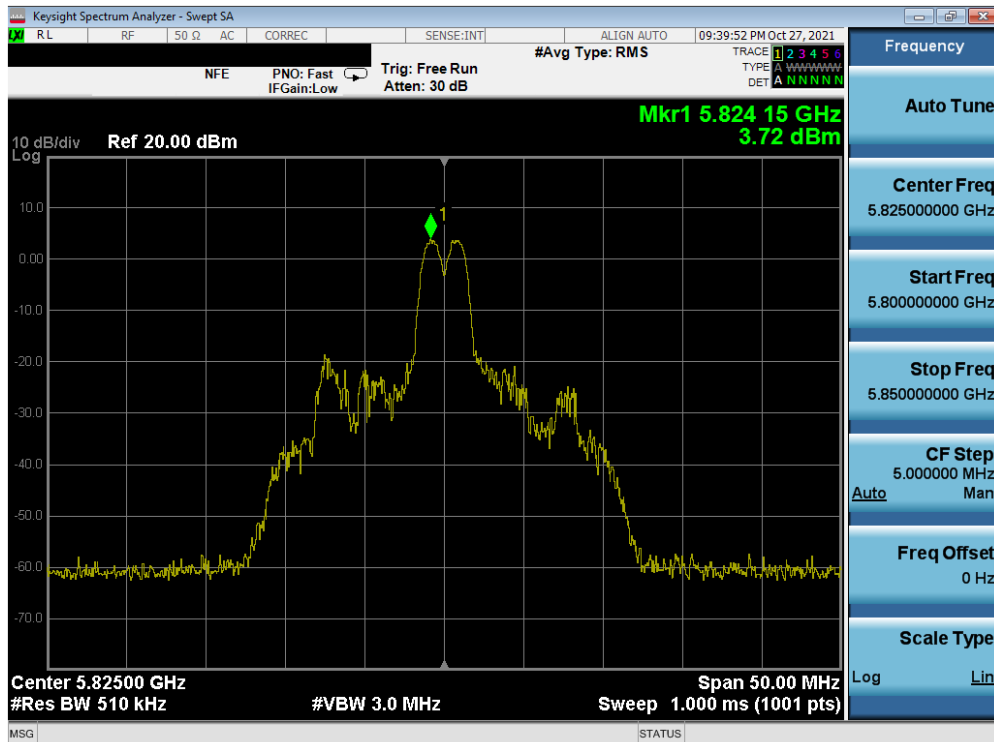 Keysight Spectrum Analyzer - Swept SA
LXI RL RF 50 Ω AC CORREC SENSE:INT ALIGN AUTO 09:39:52 PM Oct 27, 2021
NFE PNO: Fast Trig: Free Run #Avg Type: RMS TRACE 1 2 3 4 5 6
IFGain:Low Atten: 30 dB TYPE A WWWWW
DET A N N N N N
Mkr1 5.824 15 GHz
3.72 dBm
10 dB/div Ref 20.00 dBm
Log
1
10.0
0.00
-10.0
-20.0
-30.0
-40.0
-50.0
-60.0
-70.0
Center 5.82500 GHz Span 50.00 MHz
#Res BW 510 kHz #VBW 3.0 MHz Sweep 1.000 ms (1001 pts)
MSG STATUS
Frequency
Auto Tune
Center Freq
5.825000000 GHz
Start Freq
5.800000000 GHz
Stop Freq
5.850000000 GHz
CF Step
5.000000 MHz
Auto Man
Freq Offset
0 Hz
Scale Type
Log Lin